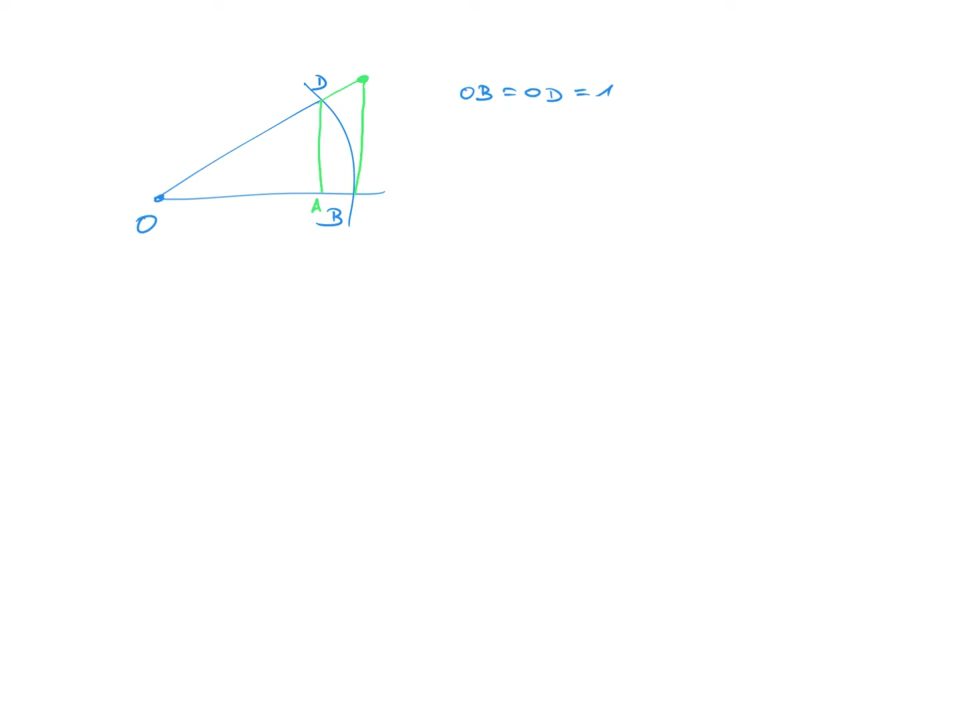 D
OB = OD = 1
A
B
O